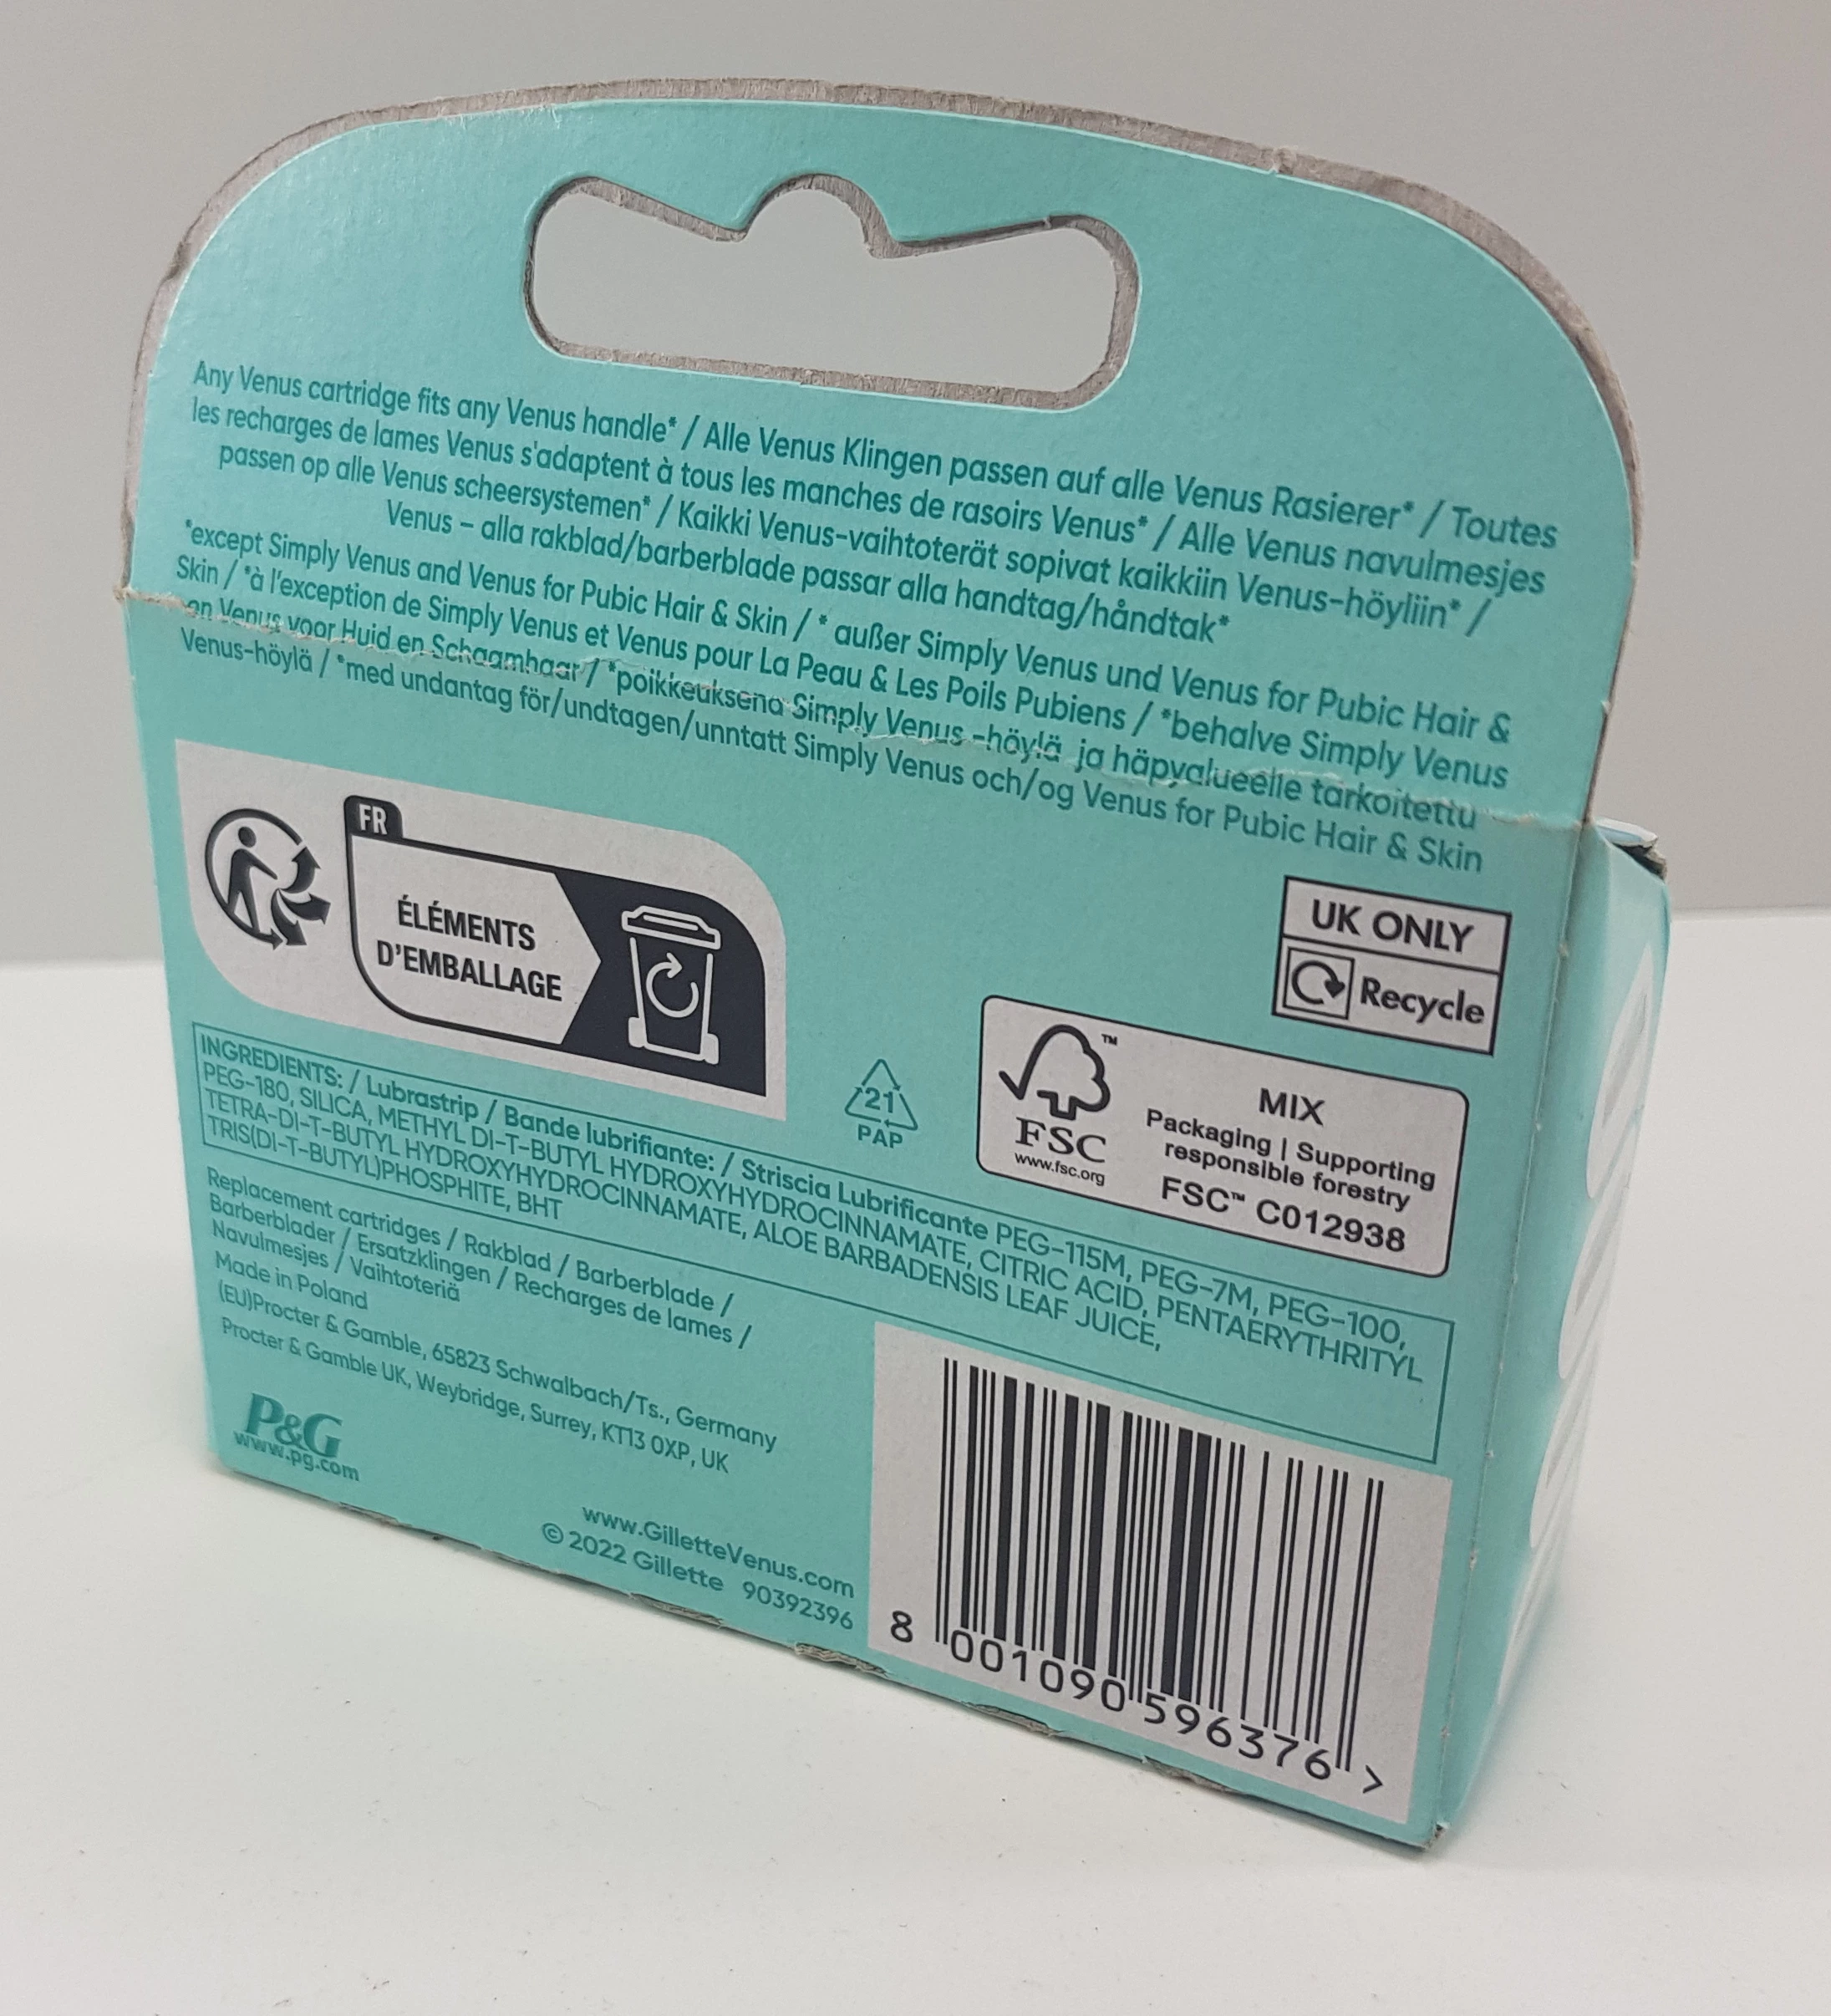 Any Venus cartridge fits any Venus handle* / Alle Venus Klingen passen auf alle Venus Rasierer* / Toutes
les recharges de lames Venus s'adaptent à tous les manches de rasoirs Venus* / Alle Venus navulmesjes
passen op alle Venus scheersystemen* / Kaikki Venus-vaihtoterät sopivat kaikkiin Venus-höyliin* /
Venus – alla rakblad/barberblade passar alla handtag/håndtak*
*except Simply Venus and Venus for Pubic Hair & Skin / * außer Simply Venus und Venus for Pubic Hair &
Skin / *à l'exception de Simply Venus et Venus pour La Peau & Les Poils Pubiens / *behalve Simply Venus
en Venus voor Huid en Schaamhaar / *poikkeuksena Simply Venus -höylä ja häpyalueelle tarkoitettu
Venus-höylä / *med undantag för/undtagen/unntatt Simply Venus och/og Venus for Pubic Hair & Skin
FR
ÉLÉMENTS
D'EMBALLAGE
UK ONLY
Recycle
21
PAP
FSC
™
www.fsc.org
MIX
Packaging | Supporting
responsible forestry
FSC™ C012938
INGREDIENTS: / Lubrastrip / Bande lubrifiante: / Striscia Lubrificante PEG-115M, PEG-7M, PEG-100,
PEG-180, SILICA, METHYL DI-T-BUTYL HYDROXYHYDROCINNAMATE, CITRIC ACID, PENTAERYTHRITYL
TETRA-DI-T-BUTYL HYDROXYHYDROCINNAMATE, ALOE BARBADENSIS LEAF JUICE,
TRIS(DI-T-BUTYL)PHOSPHITE, BHT
Replacement cartridges / Rakblad / Barberblade /
Barberblader / Ersatzklingen / Recharges de lames /
Navulmesjes / Vaihtoteriä
Made in Poland
(EU)Procter & Gamble, 65823 Schwalbach/Ts., Germany
Procter & Gamble UK, Weybridge, Surrey, KT13 0XP, UK
P&G
www.pg.com
www.GilletteVenus.com
© 2022 Gillette 90392396
8 001090 596376 >